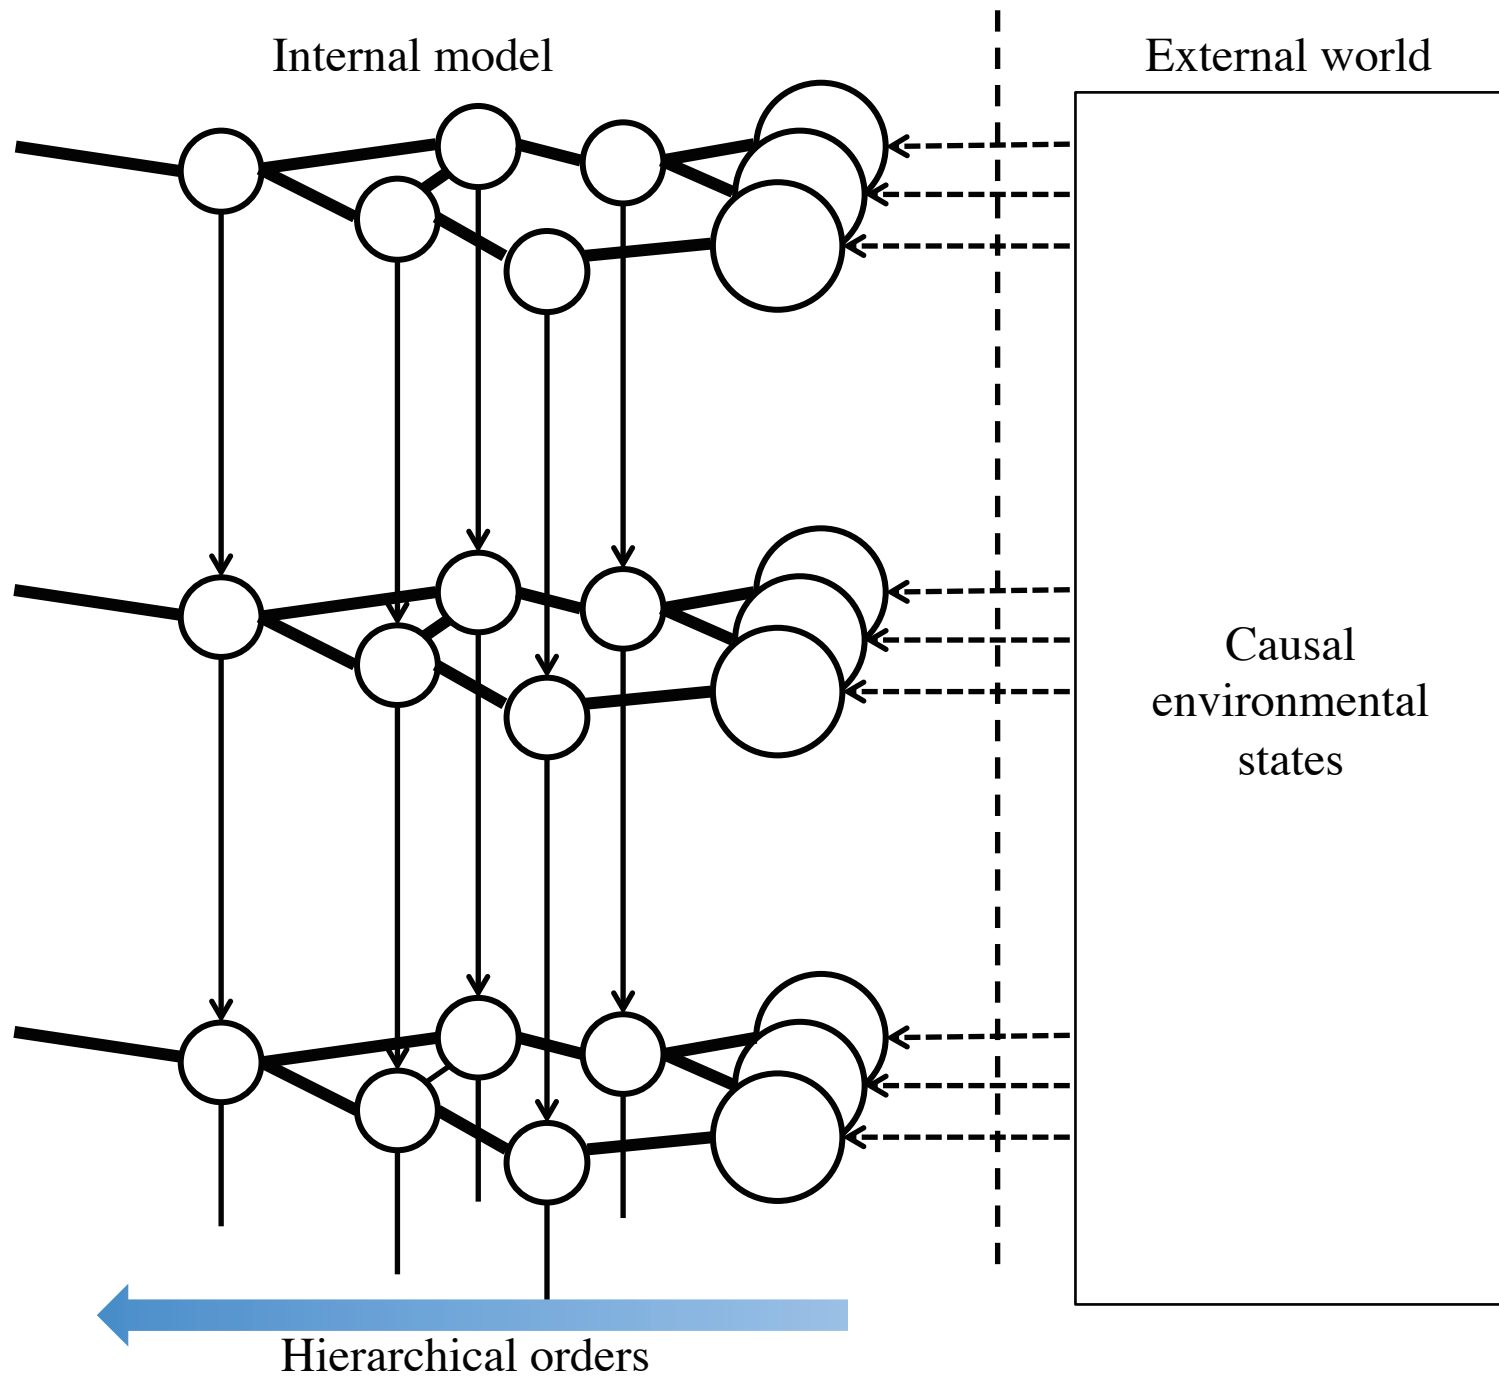 Internal model
External world
Causal
environmental
states
Hierarchical orders